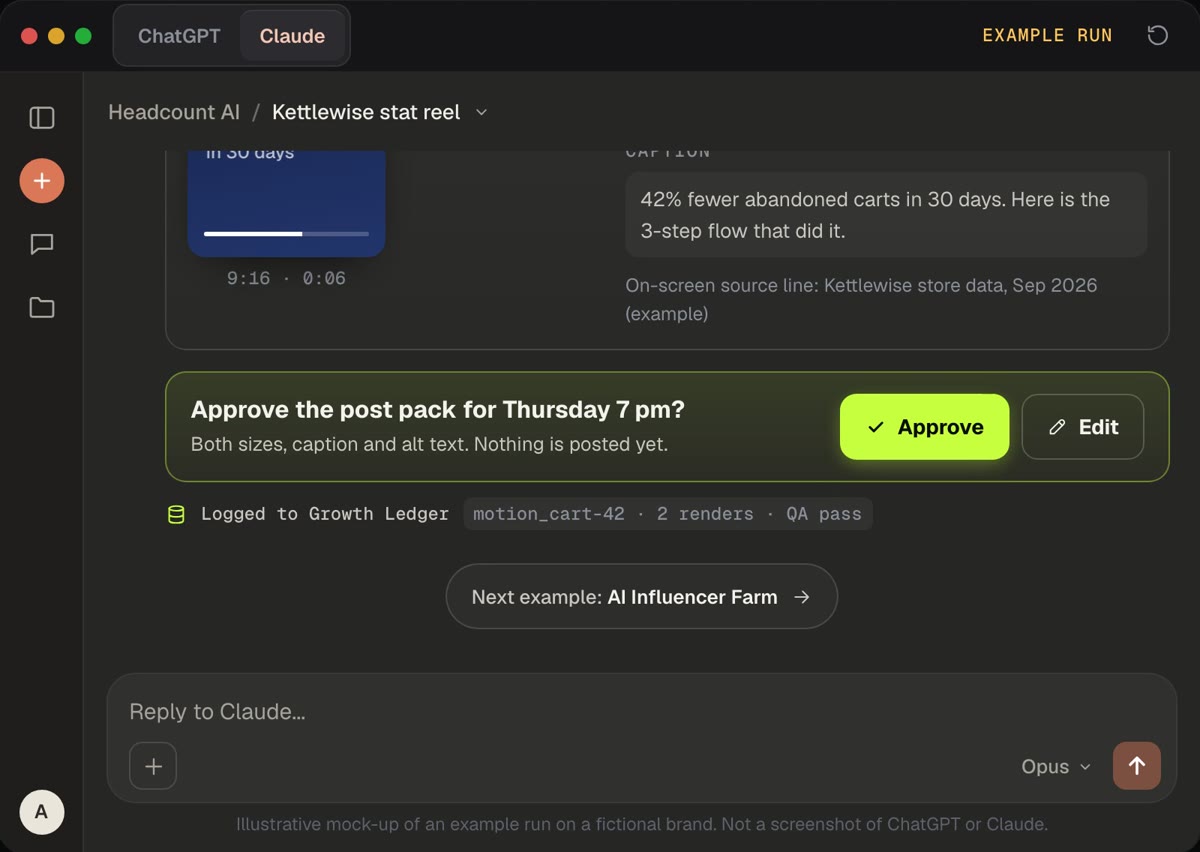 ChatGPT
Claude
EXAMPLE RUN
Headcount AI / Kettlewise stat reel
in 30 days
CAPTION
42% fewer abandoned carts in 30 days. Here is the
3-step flow that did it.
9:16 · 0:06
On-screen source line: Kettlewise store data, Sep 2026
(example)
Approve the post pack for Thursday 7 pm?
Both sizes, caption and alt text. Nothing is posted yet.
Approve
Edit
Logged to Growth Ledger motion_cart-42 · 2 renders · QA pass
Next example: AI Influencer Farm →
Reply to Claude...
Opus
A
Illustrative mock-up of an example run on a fictional brand. Not a screenshot of ChatGPT or Claude.